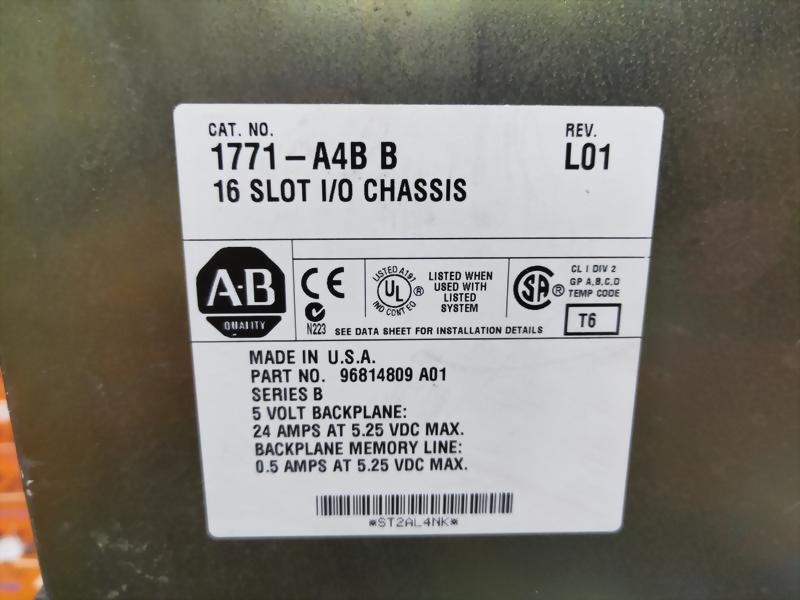 CAT. NO.
REV.
1771-A4B B
L01
16 SLOT I/O CHASSIS
A-B
QUALITY
CE
N223
LISTED A191
UL
®
IND CONT EQ
LISTED WHEN
USED WITH
LISTED
SYSTEM
SA
®
CL I DIV 2
GP A,B,C,D
TEMP CODE
T6
SEE DATA SHEET FOR INSTALLATION DETAILS
MADE IN U.S.A.
PART NO. 96814809 A01
SERIES B
5 VOLT BACKPLANE:
24 AMPS AT 5.25 VDC MAX.
BACKPLANE MEMORY LINE:
0.5 AMPS AT 5.25 VDC MAX.
*ST2AL4NK*